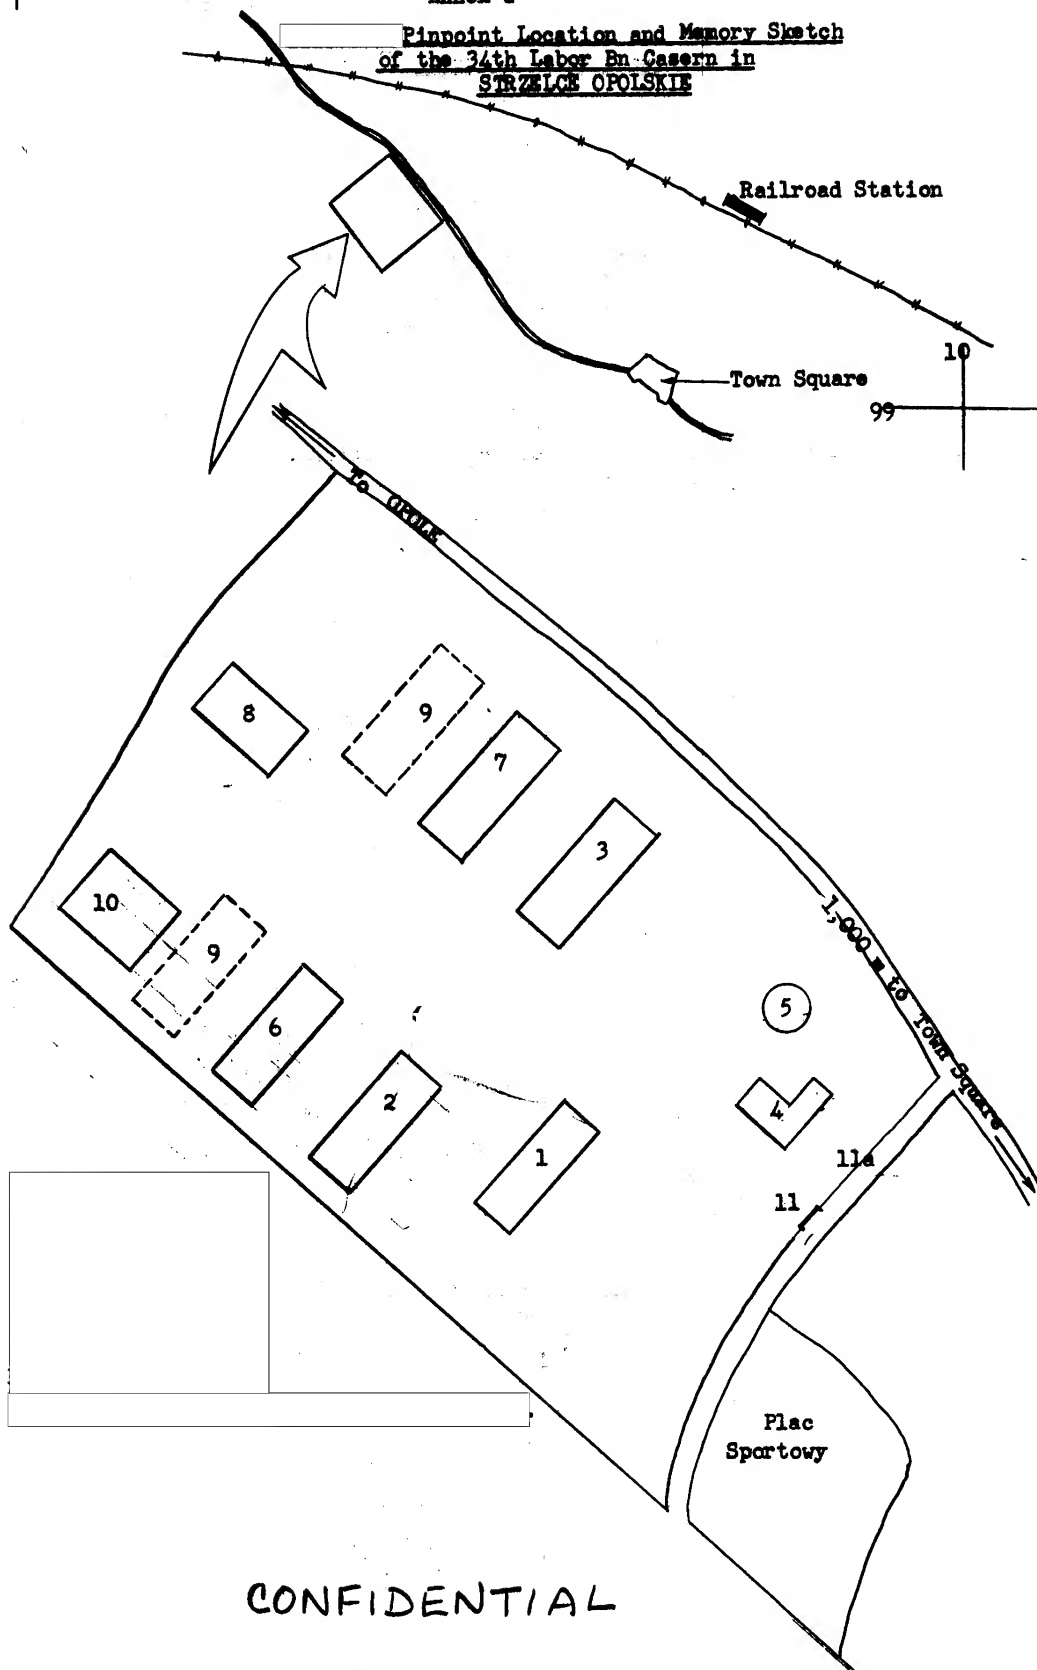 Pinpoint Location and Memory Sketch
of the 34th Labor Bn Casern in
STRZELCE OPOLSKIE
Railroad Station
10
Town Square
99
To OPOLE
8
9
7
3
10
9
1,000 m to Town Square
5
6
2
4
1
11a
11
Plac
Sportowy
CONFIDENTIAL